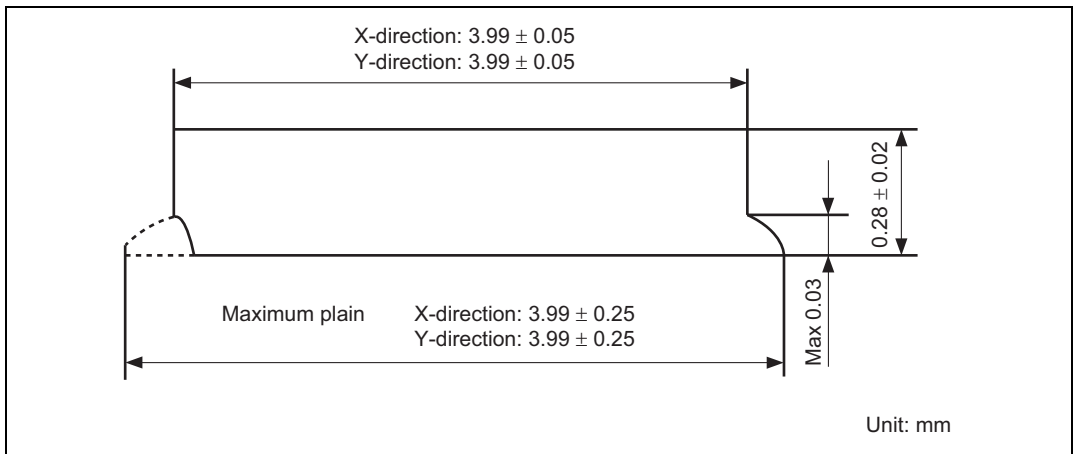 X-direction: 3.99 ± 0.05
Y-direction: 3.99 ± 0.05
0.28 ± 0.02
Max 0.03
Maximum plain X-direction: 3.99 ± 0.25
Y-direction: 3.99 ± 0.25
Unit: mm